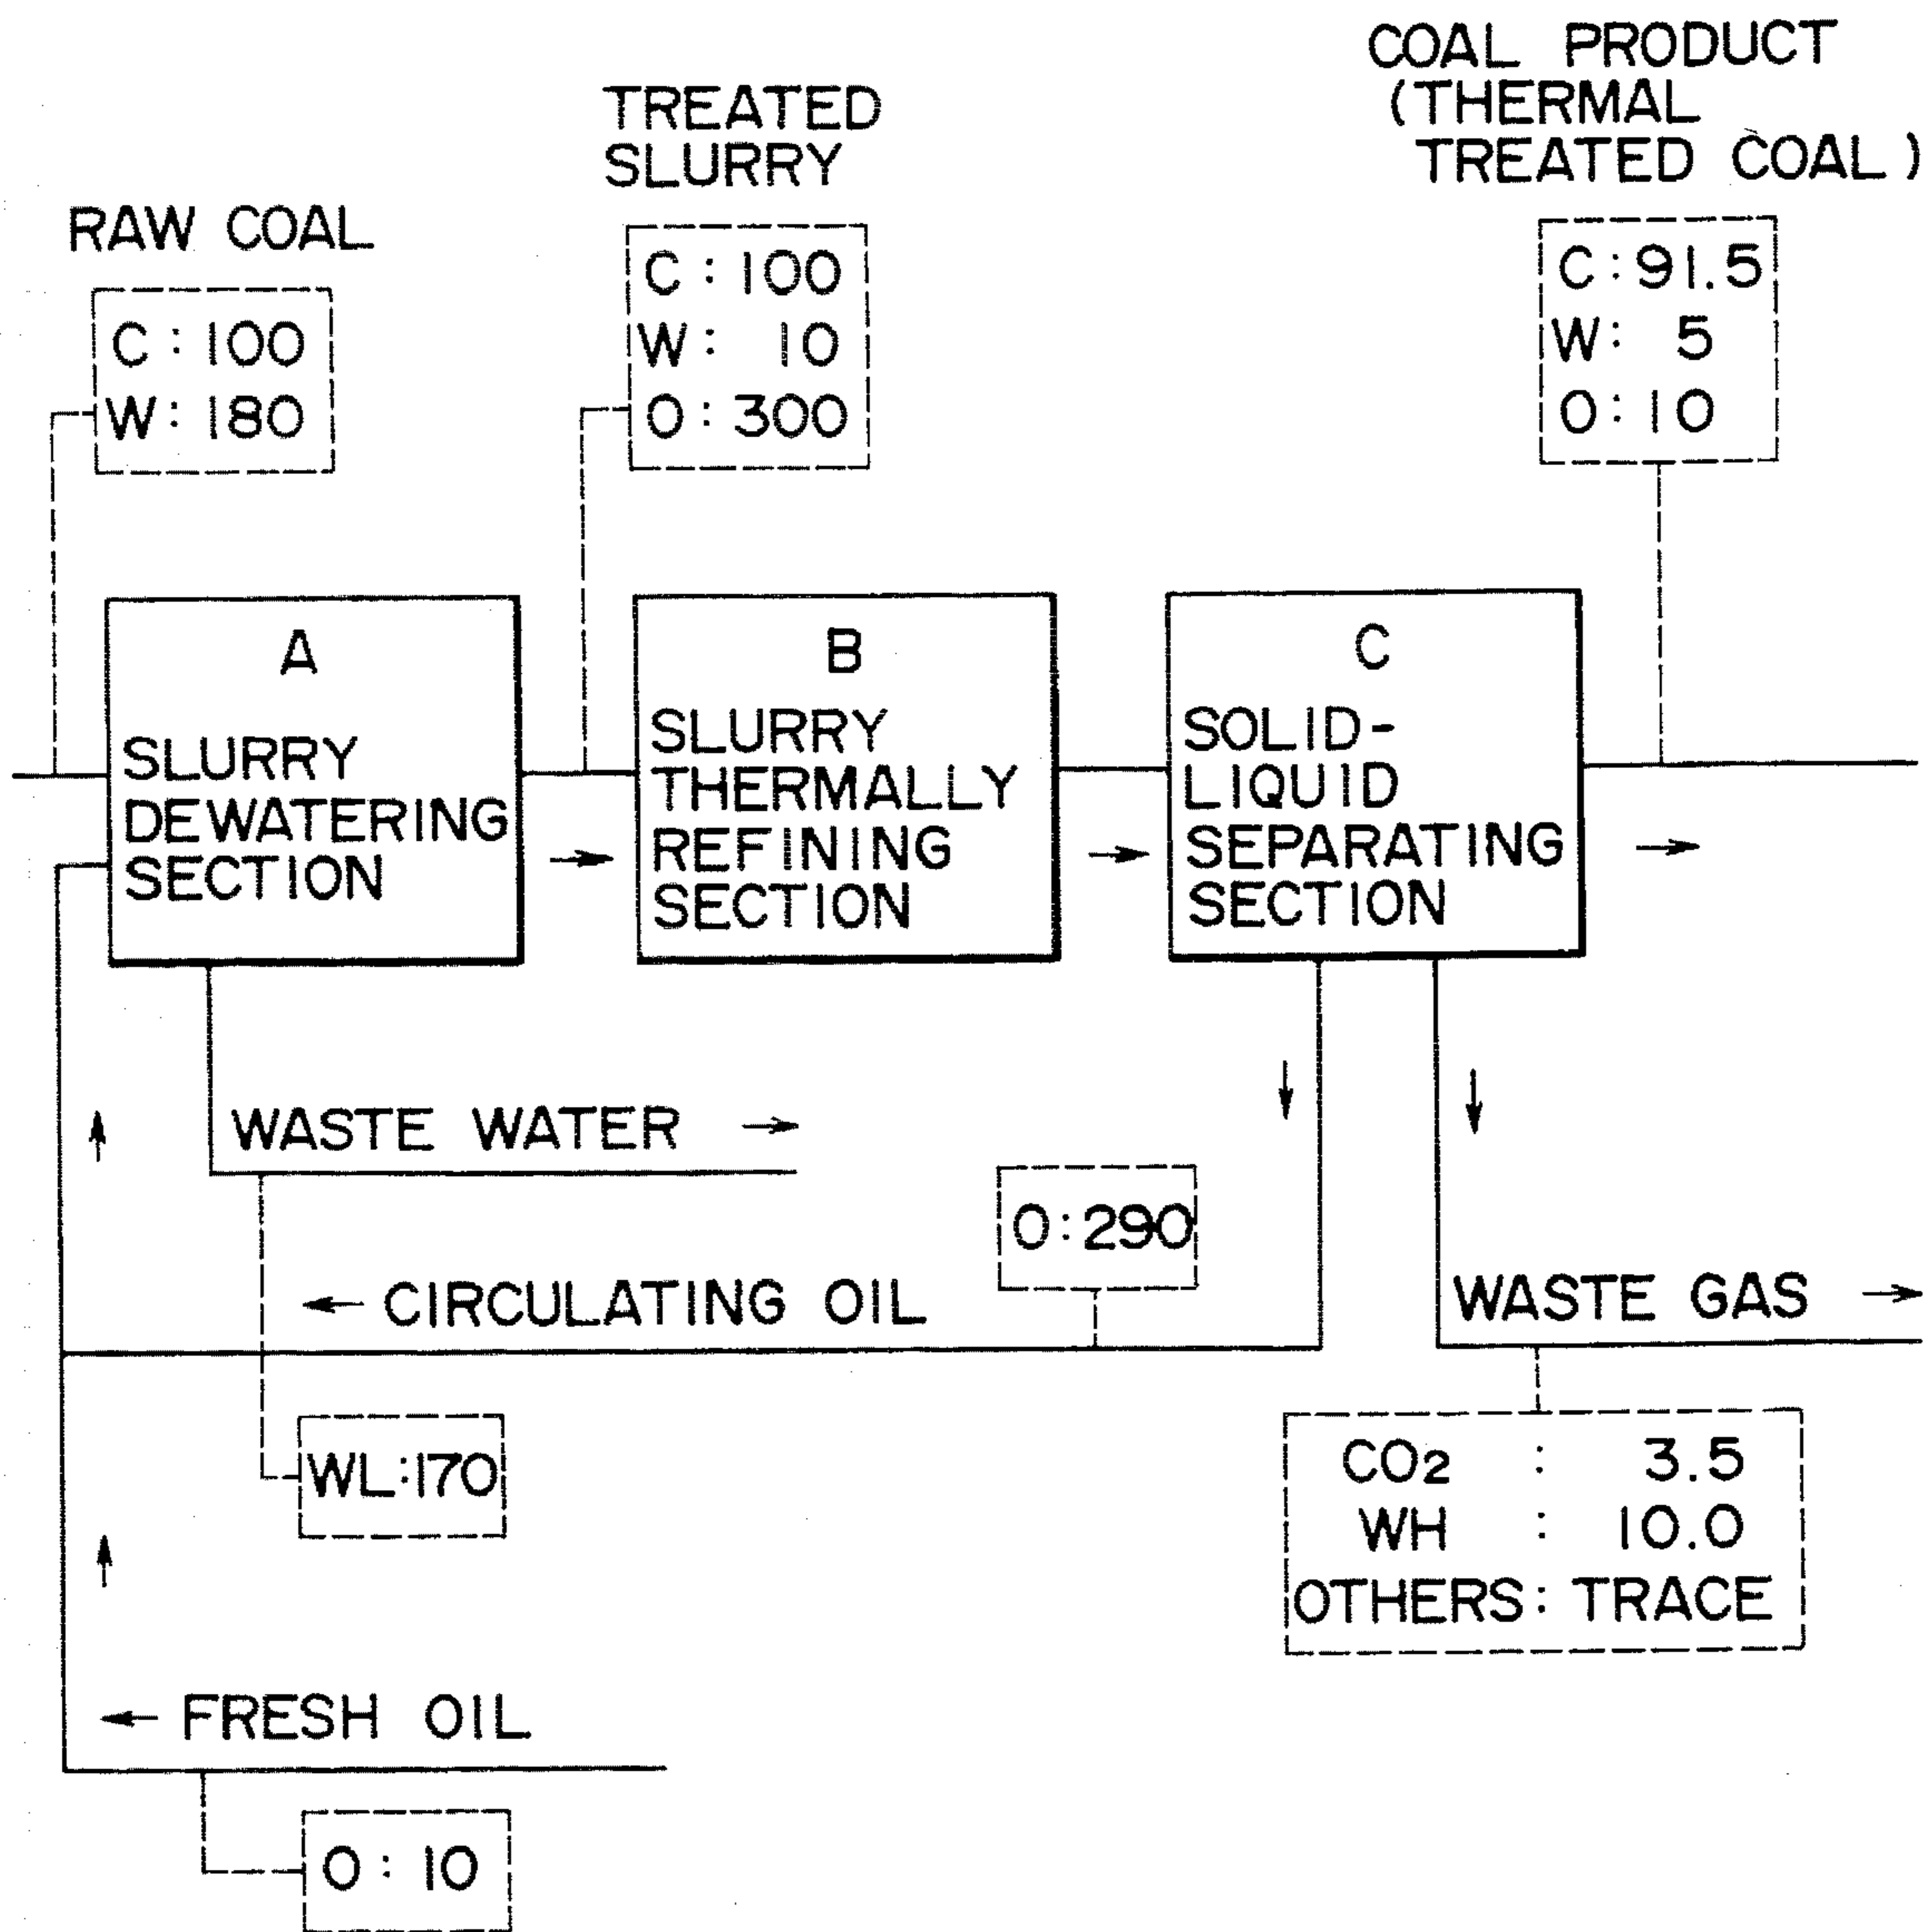 COAL PRODUCT
(THERMAL
TREATED COAL)
TREATED
SLURRY
RAW COAL
C : 100
W : 180
C : 100
W : 10
O : 300
C : 91.5
W : 5
O : 10
A
SLURRY
DEWATERING
SECTION
B
SLURRY
THERMALLY
REFINING
SECTION
C
SOLID-
LIQUID
SEPARATING
SECTION
WASTE WATER
O : 290
CIRCULATING OIL
WASTE GAS
WL : 170
CO2 : 3.5
WH : 10.0
OTHERS : TRACE
FRESH OIL
O : 10